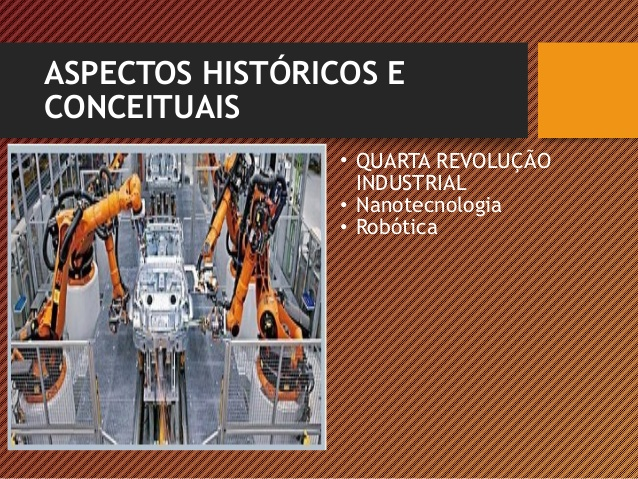 ASPECTOS HISTÓRICOS E
CONCEITUAIS
• QUARTA REVOLUÇÃO
INDUSTRIAL
• Nanotecnologia
• Robótica